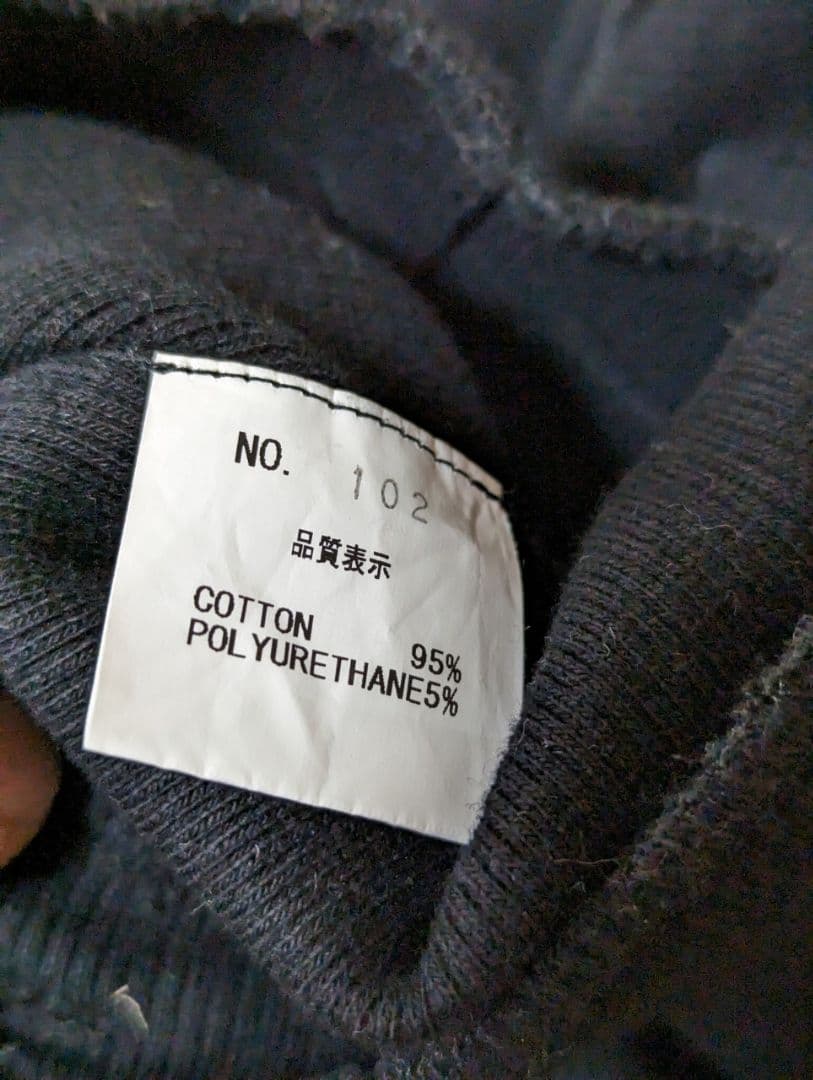 NO. 102
品質表示
COTTON 95%
POLYURETHANE5%